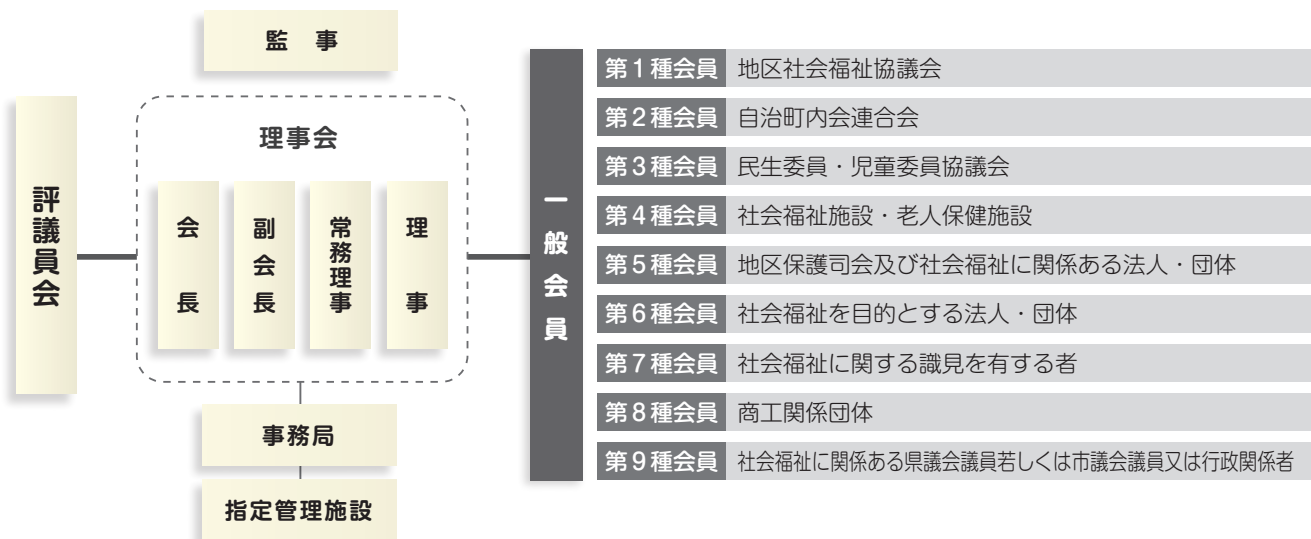 監 事
評議員会
理事会
会長
副会長
常務理事
理事
事務局
指定管理施設
一般会員
第1種会員 地区社会福祉協議会
第2種会員 自治町内会連合会
第3種会員 民生委員・児童委員協議会
第4種会員 社会福祉施設・老人保健施設
第5種会員 地区保護司会及び社会福祉に関係ある法人・団体
第6種会員 社会福祉を目的とする法人・団体
第7種会員 社会福祉に関する識見を有する者
第8種会員 商工関係団体
第9種会員 社会福祉に関係ある県議会議員若しくは市議会議員又は行政関係者